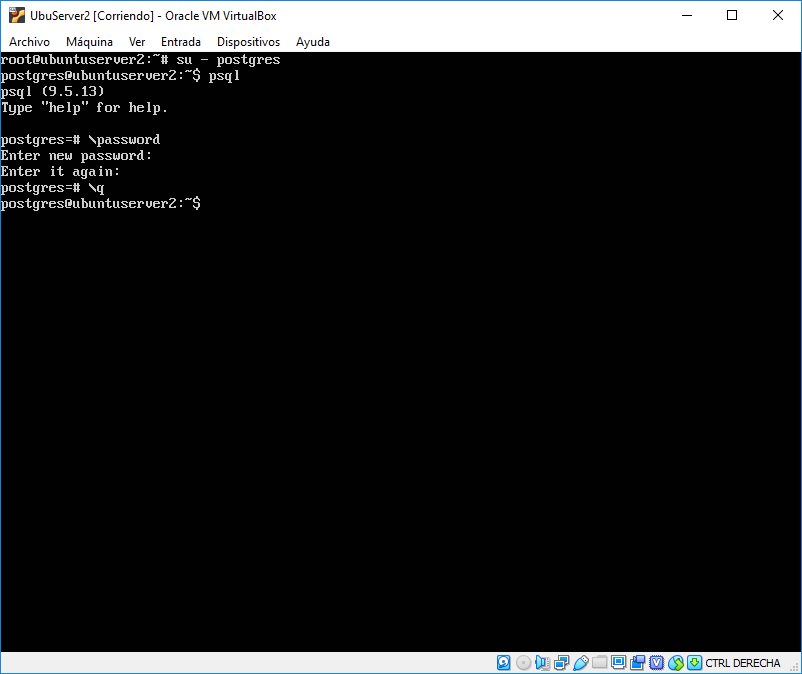 UbuServer2 [Corriendo] - Oracle VM VirtualBox
Archivo Máquina Ver Entrada Dispositivos Ayuda
root@ubuntuserver2:~# su - postgres
postgres@ubuntuserver2:~$ psql
psql (9.5.13)
Type "help" for help.
postgres=# \password
Enter new password:
Enter it again:
postgres=# \q
postgres@ubuntuserver2:~$
CTRL DERECHA